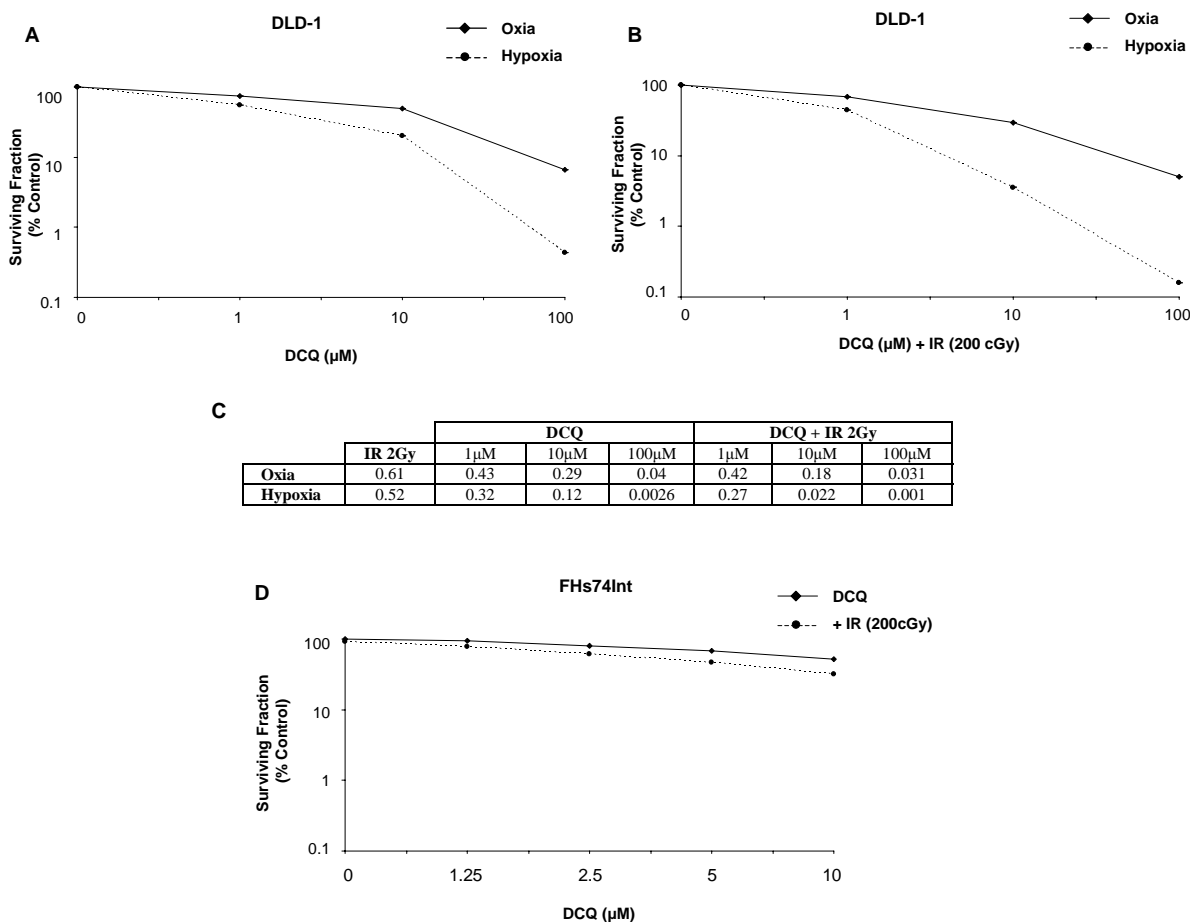 A
DLD-1
Oxia
Hypoxia
Surviving Fraction
(% Control)
100
10
1
0.1
0 1 10 100
DCQ (µM)
B
DLD-1
Oxia
Hypoxia
Surviving Fraction
(% Control)
100
10
1
0.1
0 1 10 100
DCQ (µM) + IR (200 cGy)
C
DCQ DCQ + IR 2Gy
IR 2Gy 1µM 10µM 100µM 1µM 10µM 100µM
Oxia 0.61 0.43 0.29 0.04 0.42 0.18 0.031
Hypoxia 0.52 0.32 0.12 0.0026 0.27 0.022 0.001
D
FHs74Int
DCQ
+ IR (200cGy)
Surviving Fraction
(% Control)
100
10
1
0.1
0 1.25 2.5 5 10
DCQ (µM)